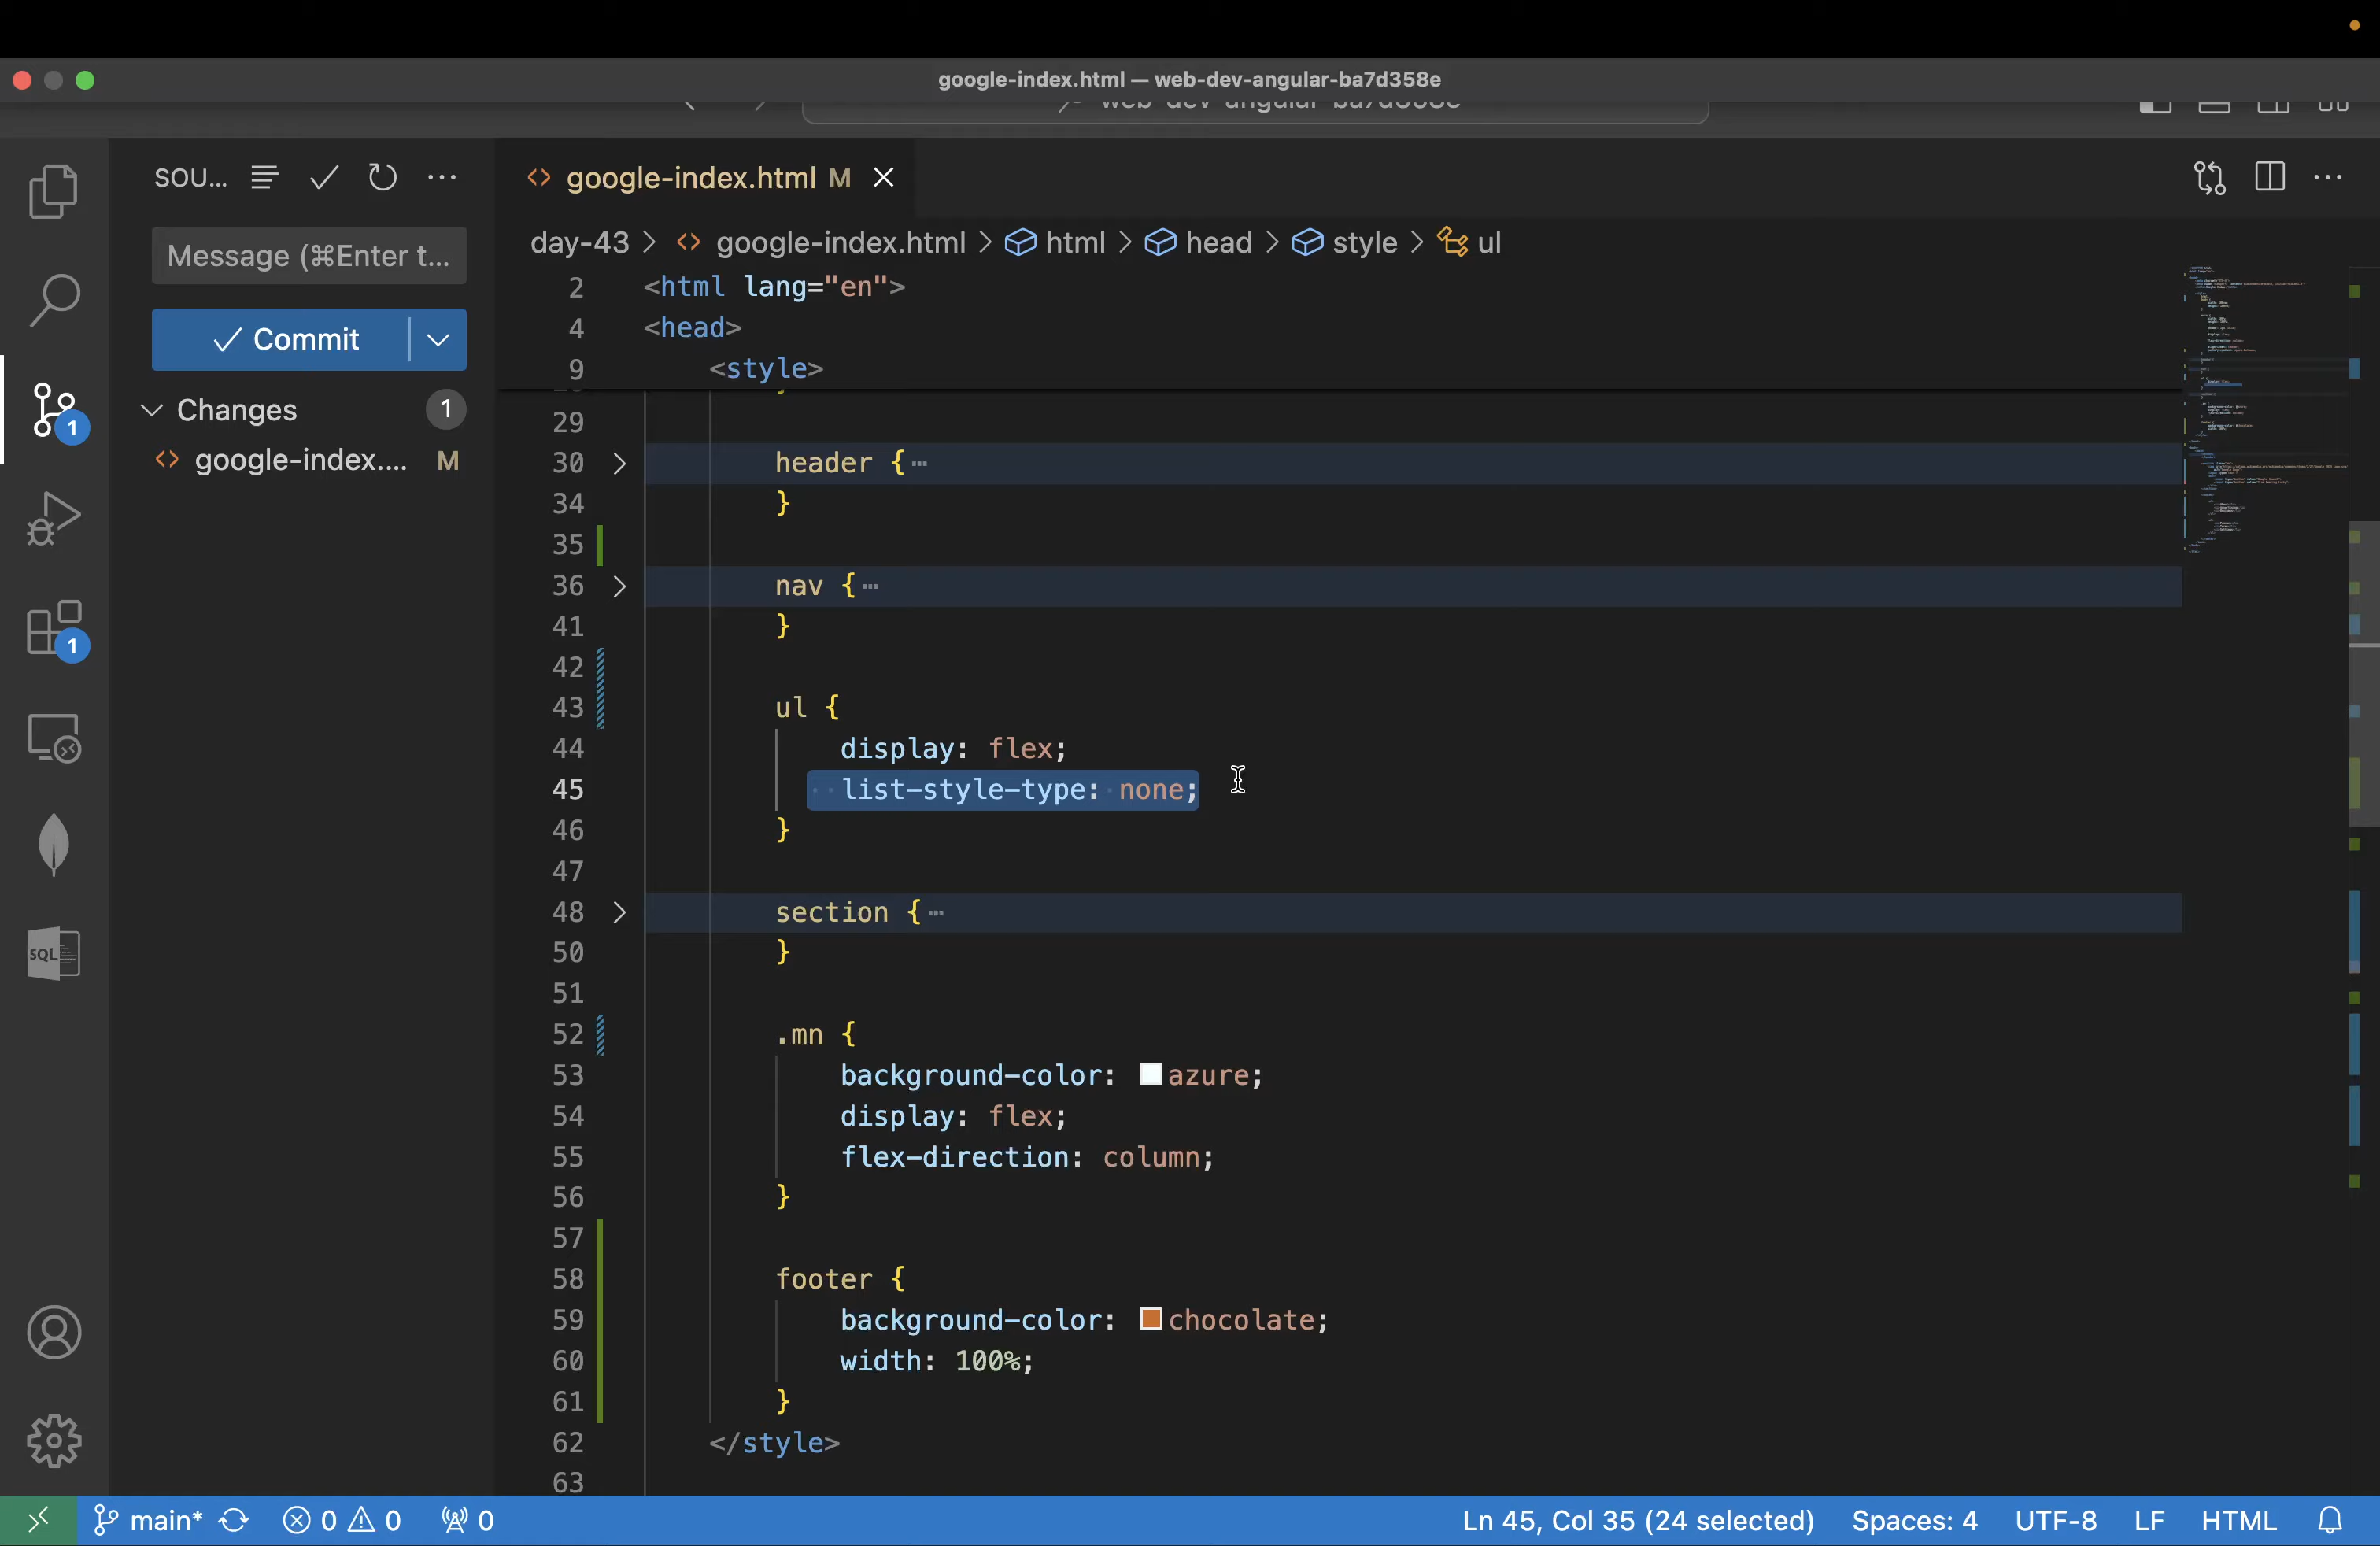 google-index.html — web-dev-angular-ba7d358e
SOU...
Message (⌘Enter t...
Commit
Changes 1
google-index.... M
1
1
SQL
google-index.html M
day-43 > google-index.html > html > head > style > ul
2 <html lang="en">
4 <head>
9 <style>
29
30 header {
34 }
35
36 nav {
41 }
42
43 ul {
44 display: flex;
45 list-style-type: none;
46 }
47
48 section {
50 }
51
52 .mn {
53 background-color: azure;
54 display: flex;
55 flex-direction: column;
56 }
57
58 footer {
59 background-color: chocolate;
60 width: 100%;
61 }
62 </style>
63
main* 0 0 0 Ln 45, Col 35 (24 selected) Spaces: 4 UTF-8 LF HTML